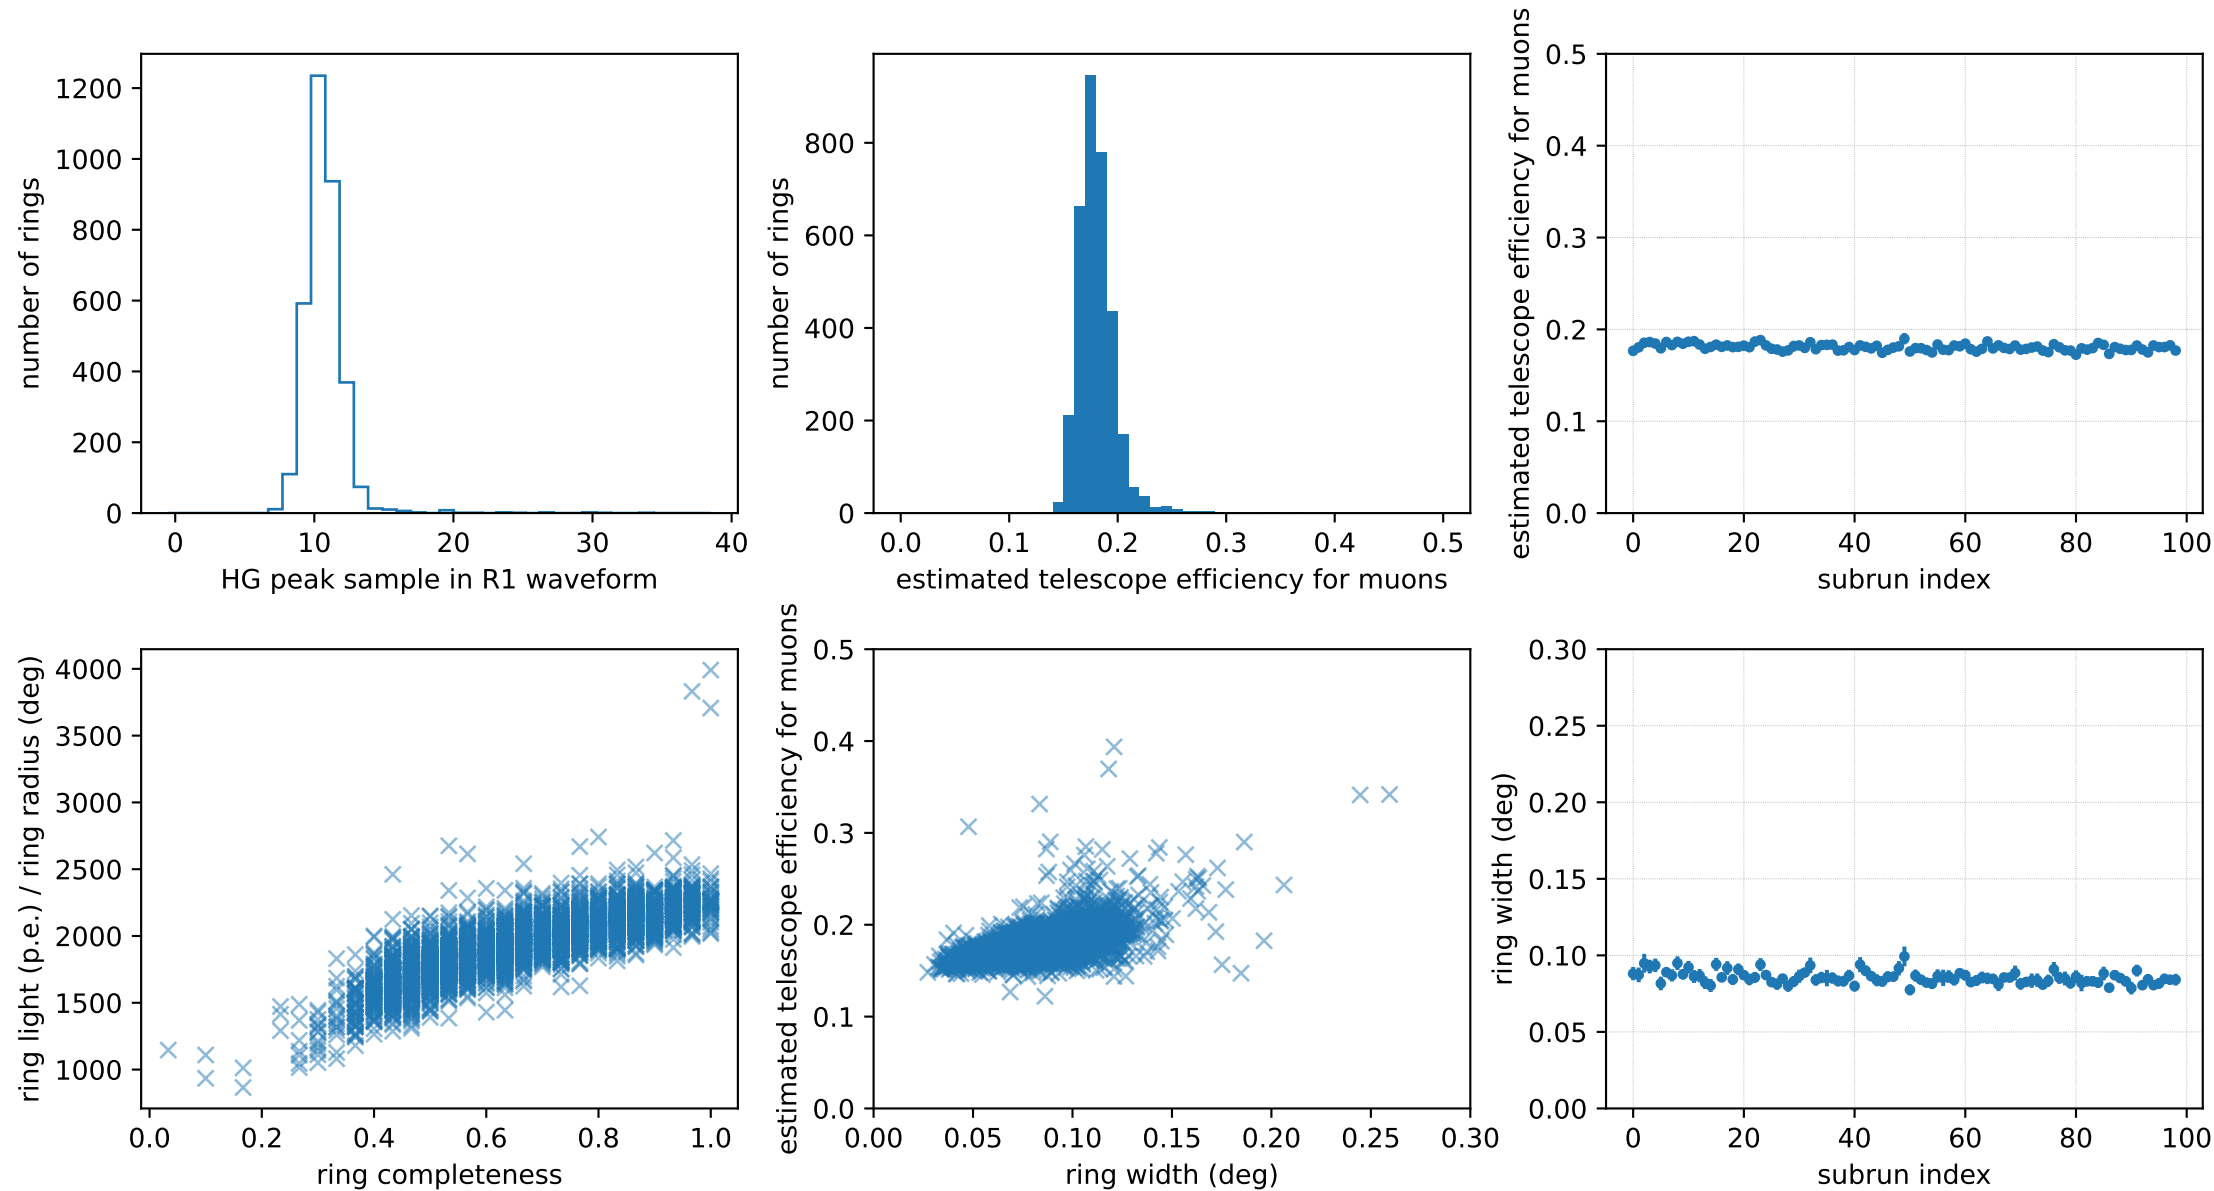 1200
1000
800
600
400
200
0
number of rings
0 10 20 30 40
HG peak sample in R1 waveform
800
600
400
200
0
number of rings
0.0 0.1 0.2 0.3 0.4 0.5
estimated telescope efficiency for muons
0.5
0.4
0.3
0.2
0.1
0.0
estimated telescope efficiency for muons
0 20 40 60 80 100
subrun index
4000
3500
3000
2500
2000
1500
1000
ring light (p.e.) / ring radius (deg)
0.0 0.2 0.4 0.6 0.8 1.0
ring completeness
0.5
0.4
0.3
0.2
0.1
0.0
estimated telescope efficiency for muons
0.00 0.05 0.10 0.15 0.20 0.25 0.30
ring width (deg)
0.30
0.25
0.20
0.15
0.10
0.05
0.00
ring width (deg)
0 20 40 60 80 100
subrun index